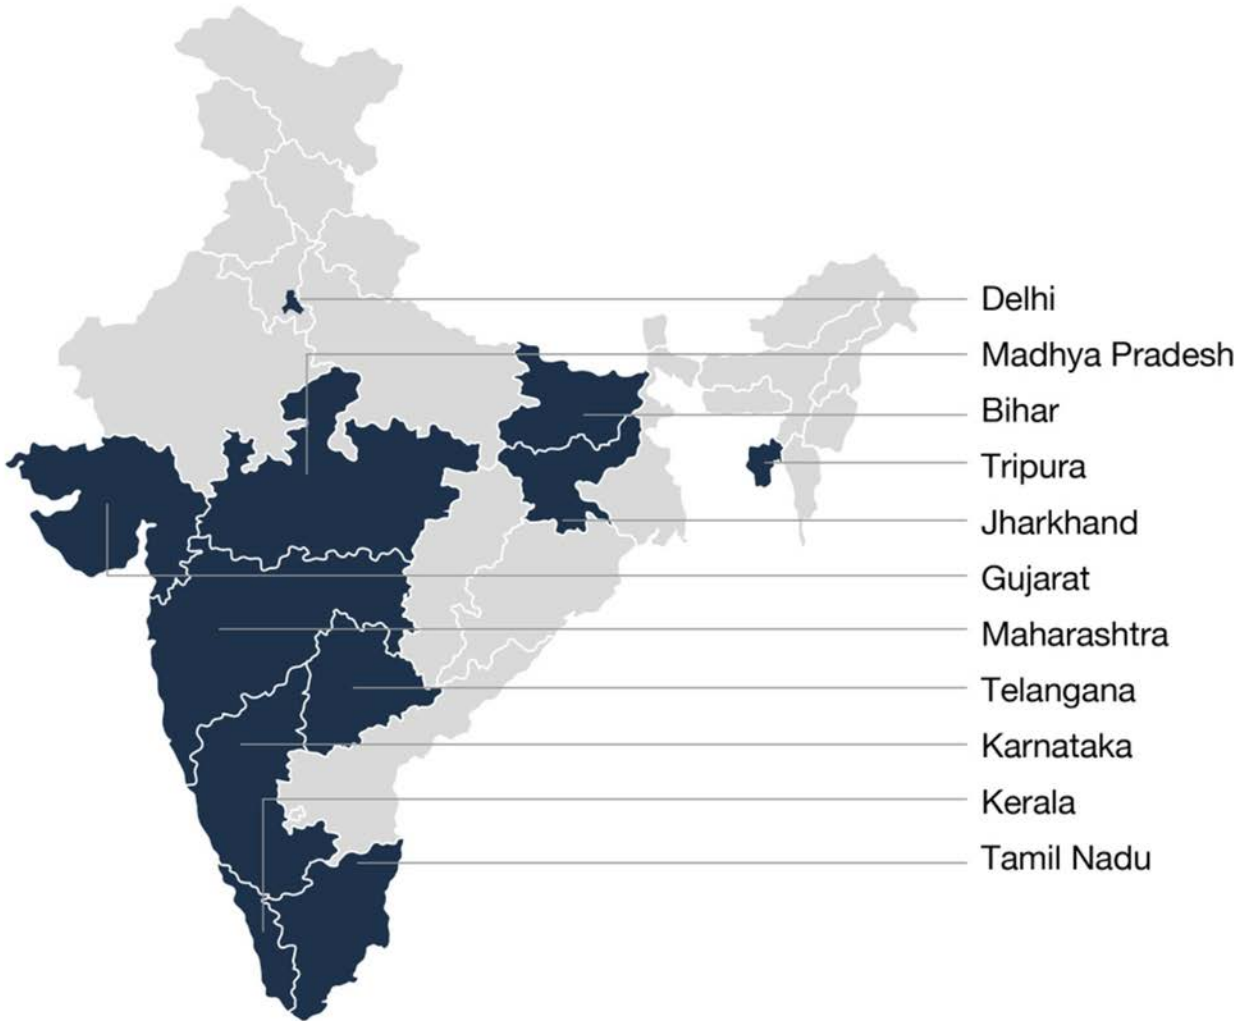 Delhi
Madhya Pradesh
Bihar
Tripura
Jharkhand
Gujarat
Maharashtra
Telangana
Karnataka
Kerala
Tamil Nadu